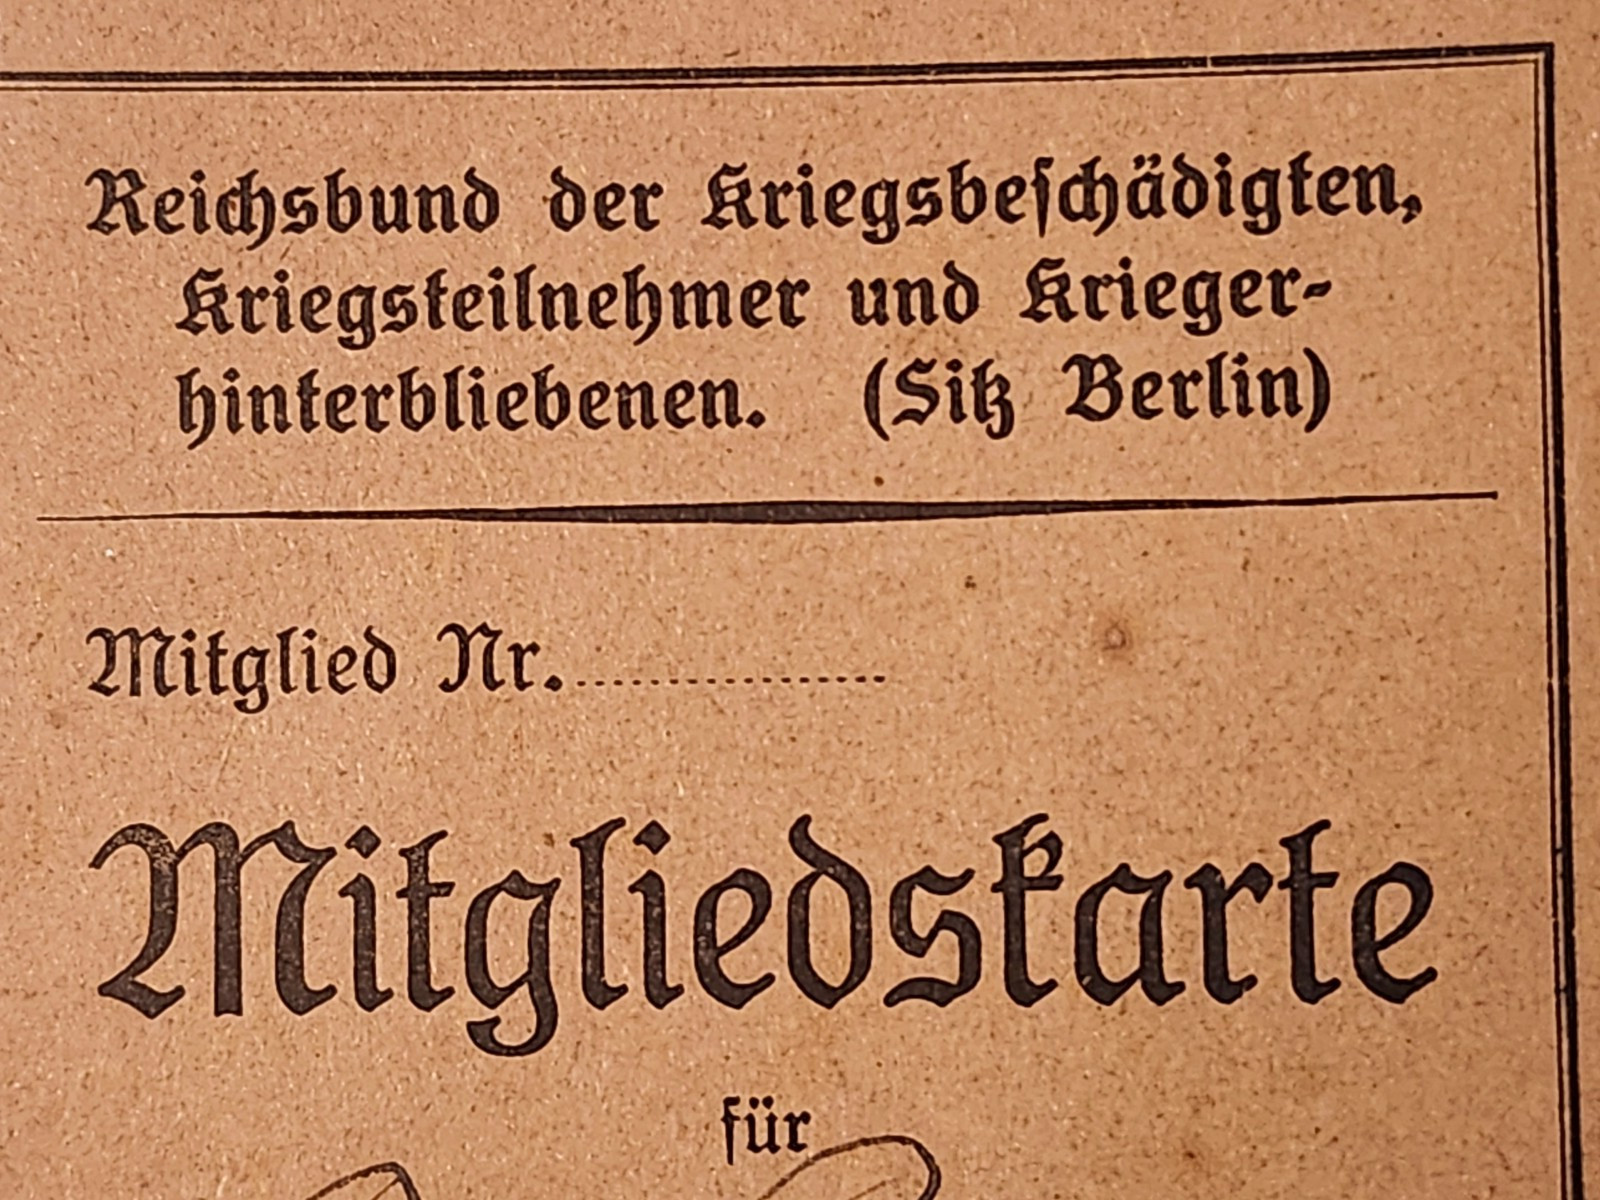 Reichsbund der Kriegsbeſchädigten,
Kriegsteilnehmer und Krieger-
hinterbliebenen. (Sitz Berlin)
Mitglied Nr.................
Mitgliedskarte
für